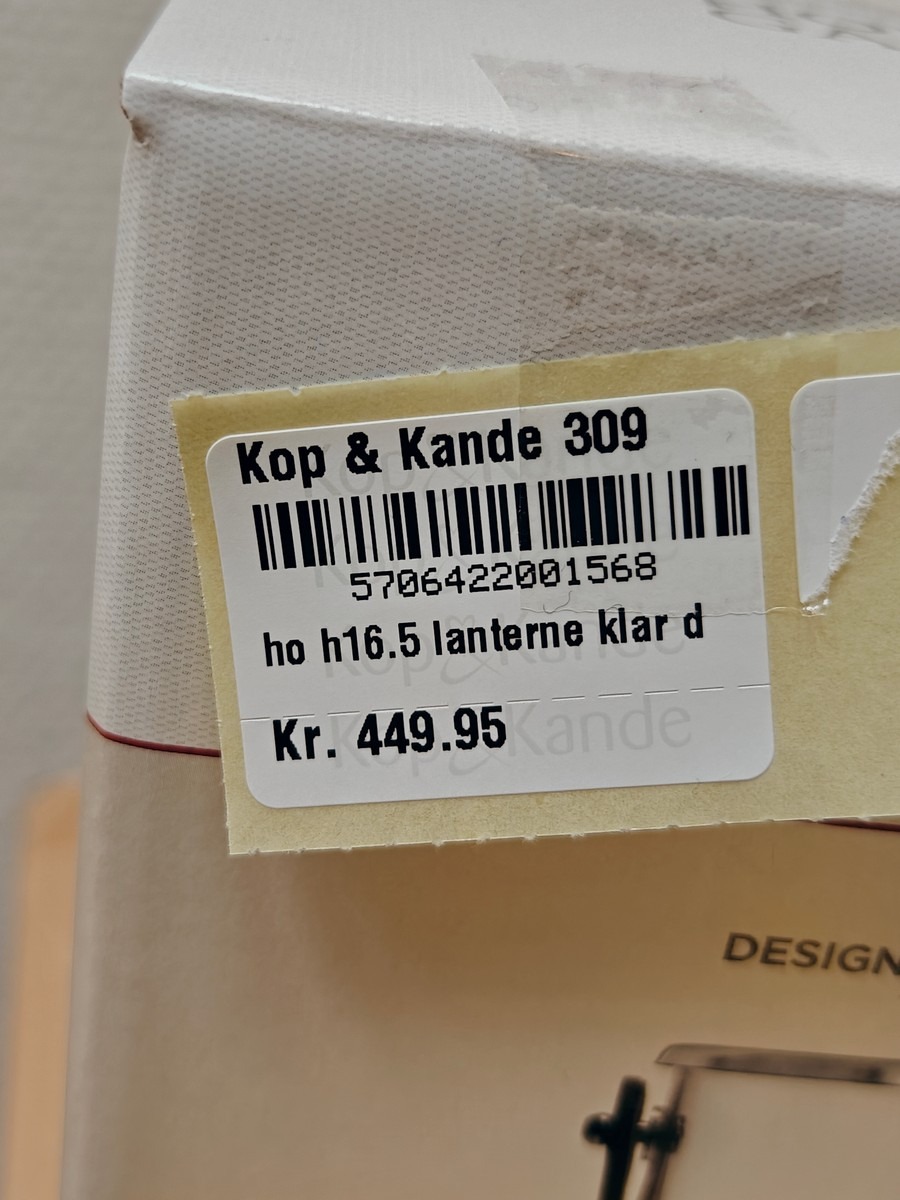 Kop & Kande 309
5706422001568
ho h16.5 lanterne klar d
Kr. 449.95
DESIGN